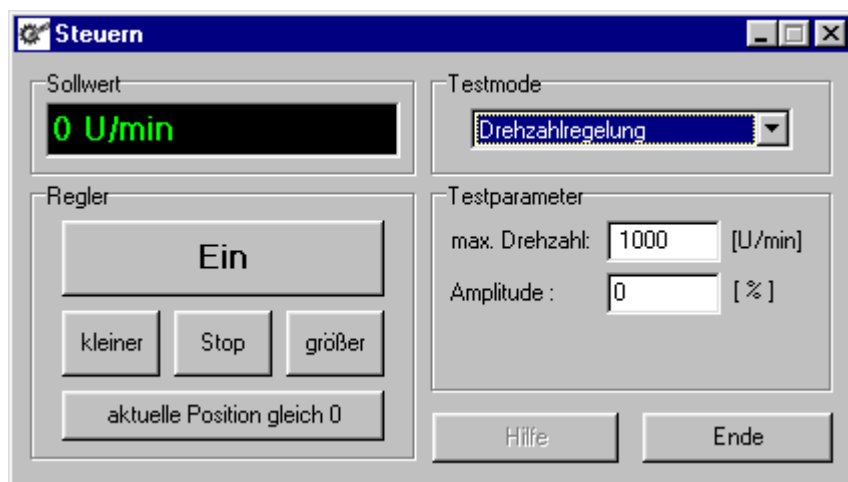 Steuern
Sollwert
0 U/min
Testmode
Drehzahlregelung
Regler
Ein
kleiner
Stop
größer
aktuelle Position gleich 0
Testparameter
max. Drehzahl: 1000 [U/min]
Amplitude : 0 [ % ]
Hilfe
Ende